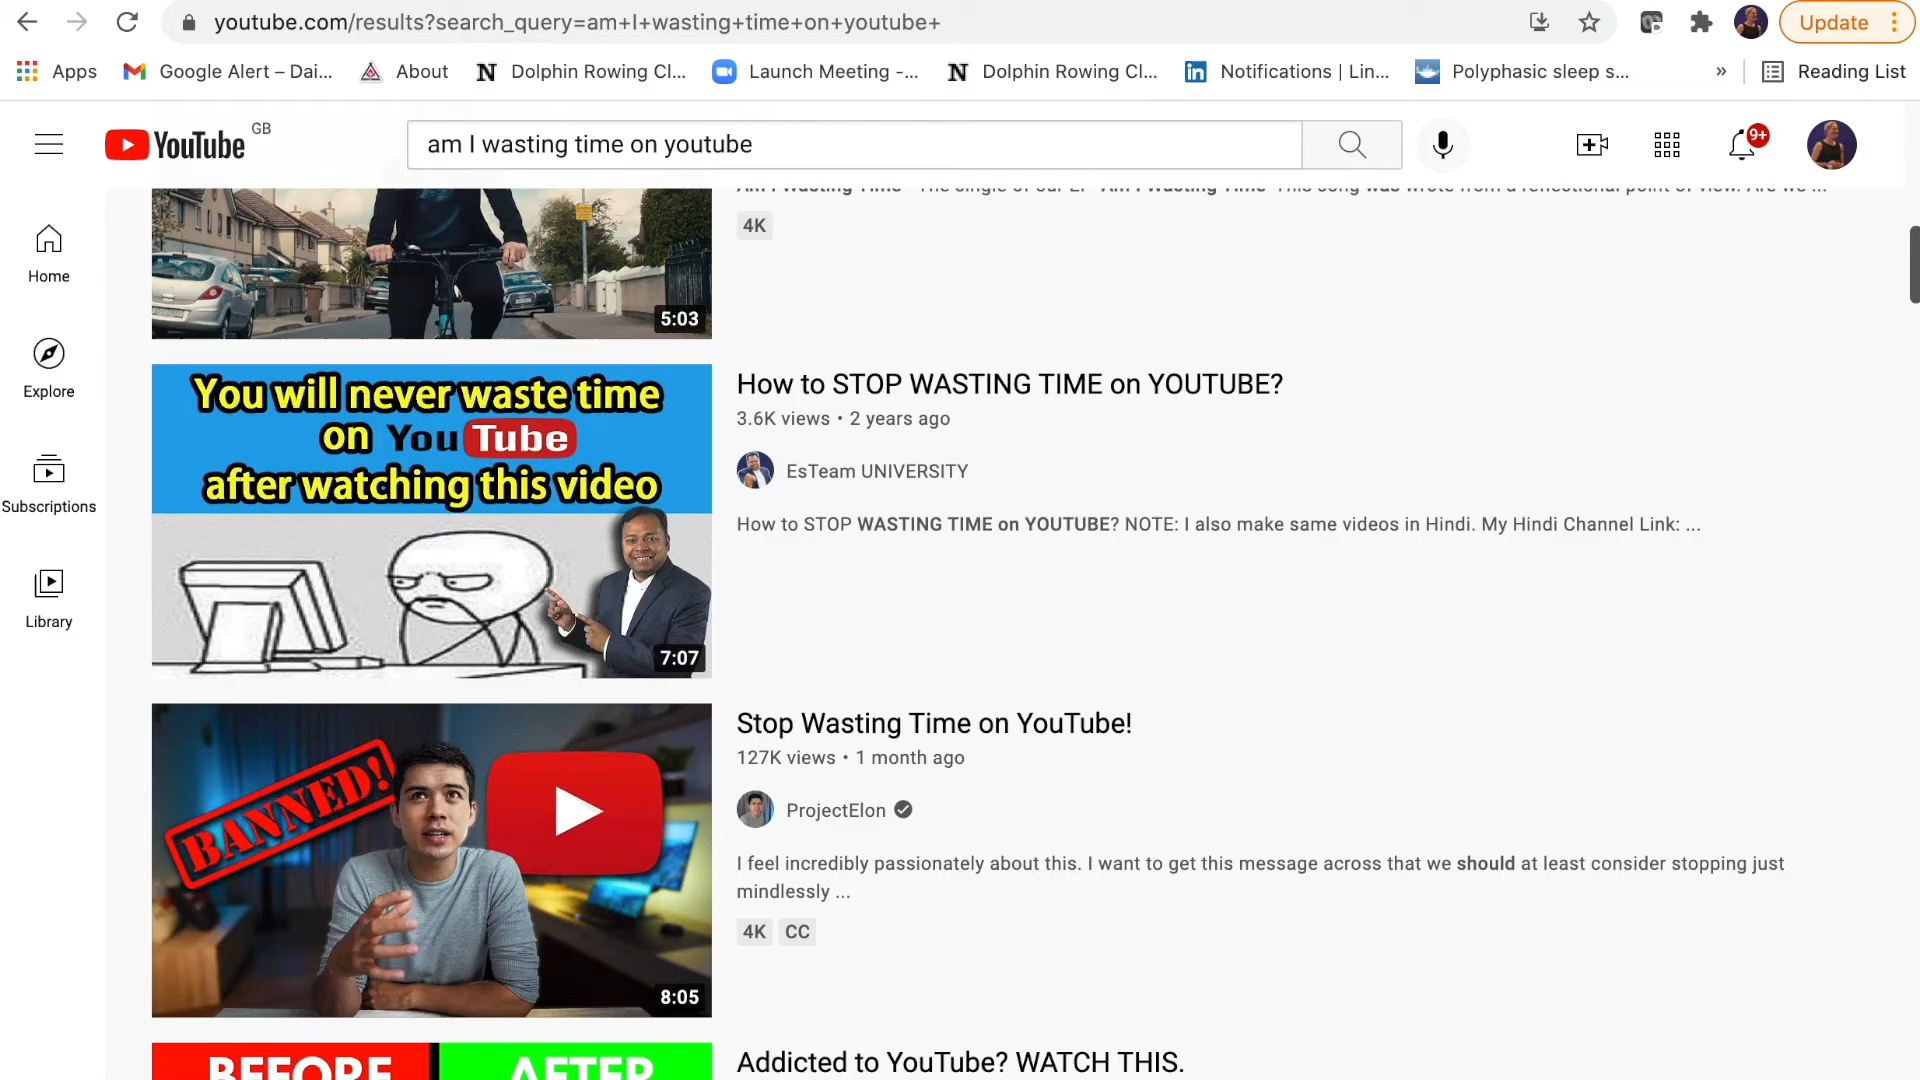 youtube.com/results?search_query=am+I+wasting+time+on+youtube+
Update
Apps
Google Alert – Dai...
About
Dolphin Rowing Cl...
Launch Meeting -...
Dolphin Rowing Cl...
Notifications | Lin...
Polyphasic sleep s...
»
Reading List
YouTube GB
am I wasting time on youtube
9+
Home
Explore
Subscriptions
Library
Am I Wasting Time - The single of our EP "Am I Wasting Time" This song was wrote from a reflectional point of view. Are we ...
4K
5:03
You will never waste time
on YouTube
after watching this video
7:07
How to STOP WASTING TIME on YOUTUBE?
3.6K views • 2 years ago
EsTeam UNIVERSITY
How to STOP WASTING TIME on YOUTUBE? NOTE: I also make same videos in Hindi. My Hindi Channel Link: ...
BANNED!
8:05
Stop Wasting Time on YouTube!
127K views • 1 month ago
ProjectElon
I feel incredibly passionately about this. I want to get this message across that we should at least consider stopping just
mindlessly ...
4K CC
BEFORE AFTER
Addicted to YouTube? WATCH THIS.